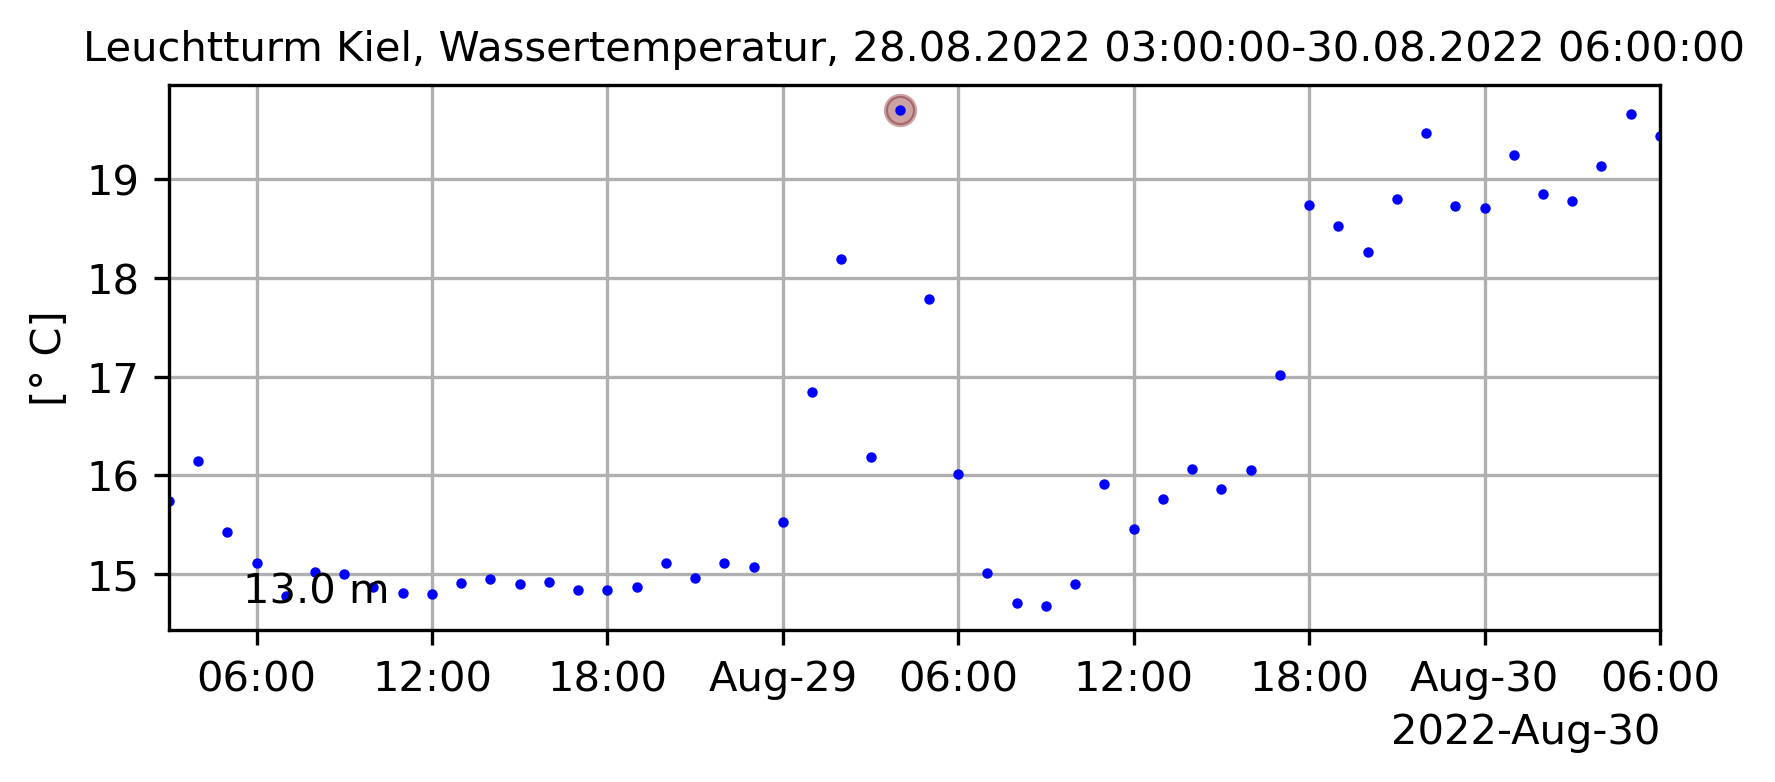 Leuchtturm Kiel, Wassertemperatur, 28.08.2022 03:00:00-30.08.2022 06:00:00
[° C]
19
18
17
16
15
13.0 m
06:00 12:00 18:00 Aug-29 06:00 12:00 18:00 Aug-30 06:00
2022-Aug-30